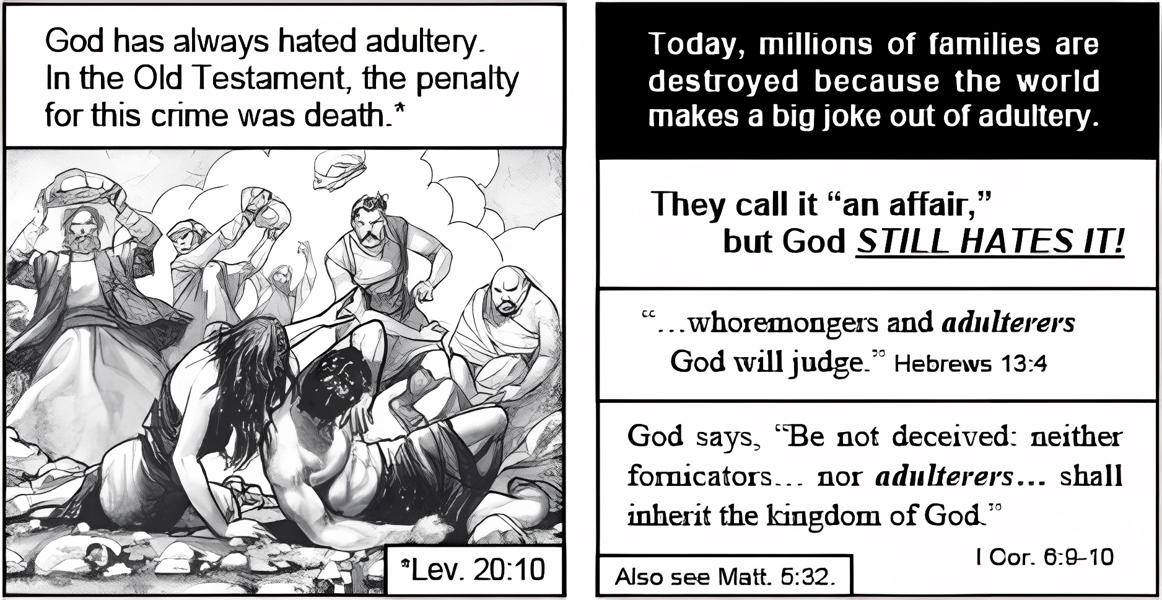 God has always hated adultery.
In the Old Testament, the penalty
for this crime was death.*
*Lev. 20:10
Today, millions of families are
destroyed because the world
makes a big joke out of adultery.
They call it “an affair,”
but God STILL HATES IT!
“...whoremongers and adulterers
God will judge.” Hebrews 13:4
God says, “Be not deceived: neither
fornicators... nor adulterers... shall
inherit the kingdom of God.”
I Cor. 6:9-10
Also see Matt. 5:32.